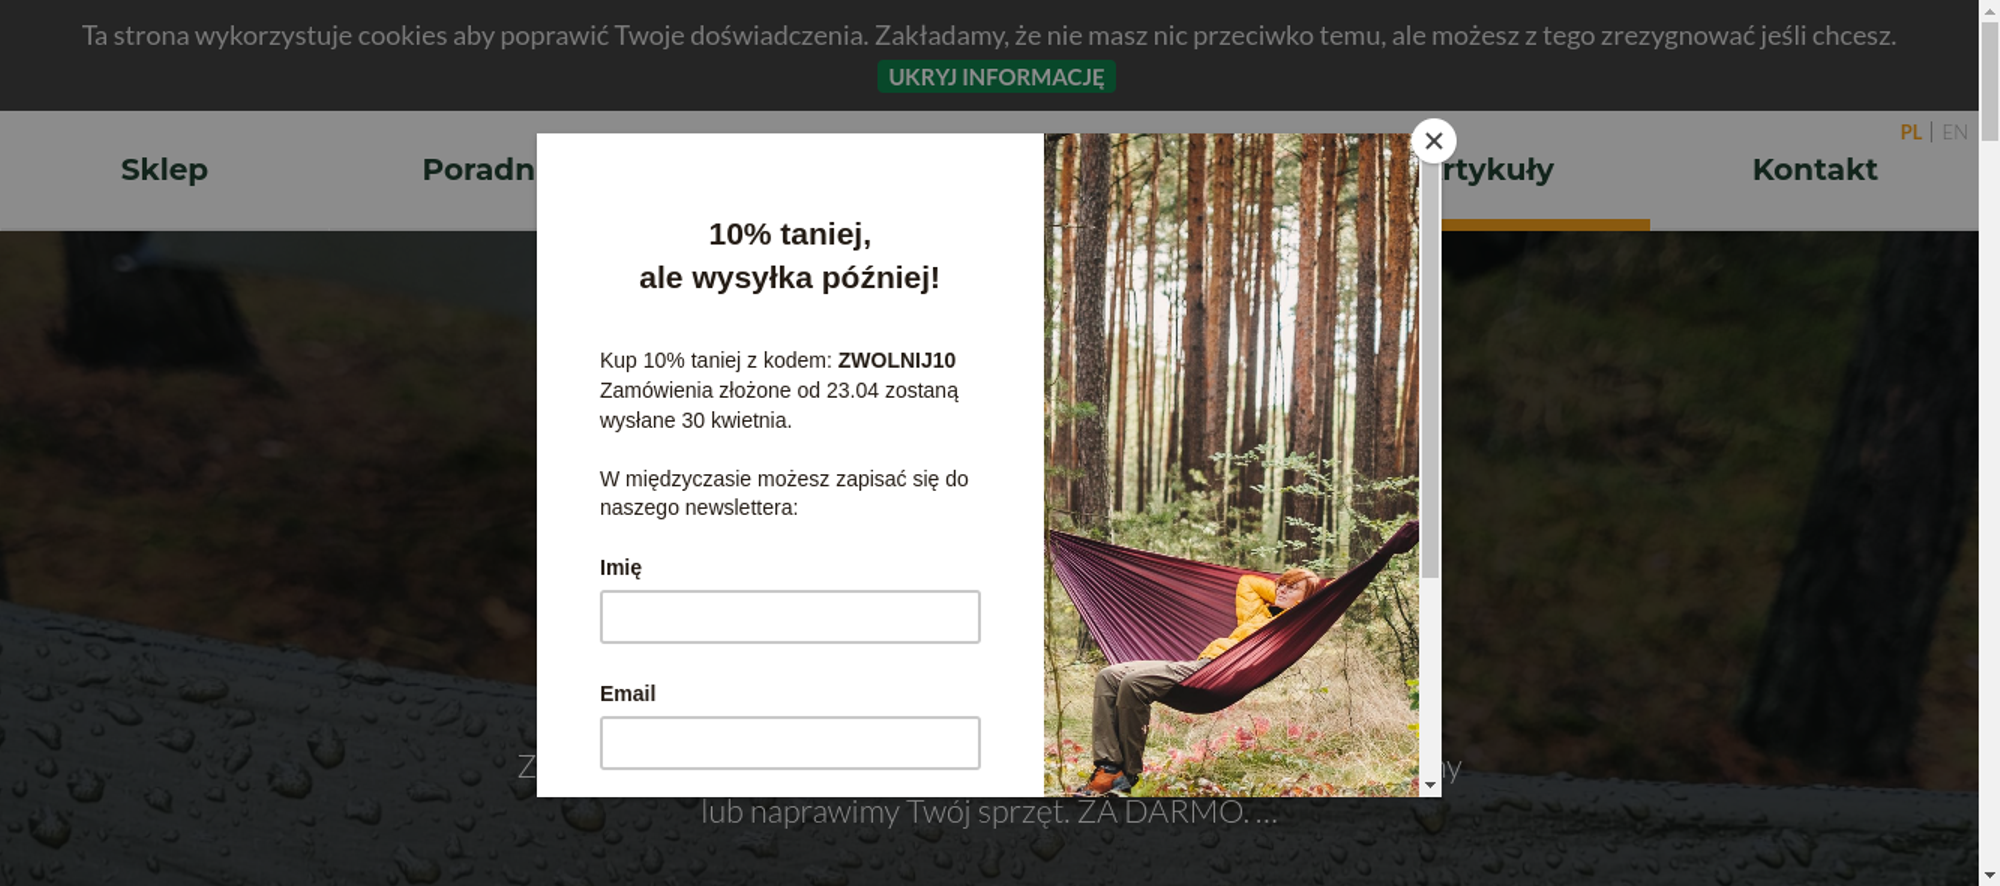 Ta strona wykorzystuje cookies aby poprawić Twoje doświadczenia. Zakładamy, że nie masz nic przeciwko temu, ale możesz z tego zrezygnować jeśli chcesz.
UKRYJ INFORMACJĘ
PL | EN
Sklep
Poradn
rtykuły
Kontakt
10% taniej,
ale wysyłka później!
Kup 10% taniej z kodem: ZWOLNIJ10
Zamówienia złożone od 23.04 zostaną
wysłane 30 kwietnia.
W międzyczasie możesz zapisać się do
naszego newslettera:
Imię
Email
lub naprawimy Twój sprzęt. ZA DARMO. ...